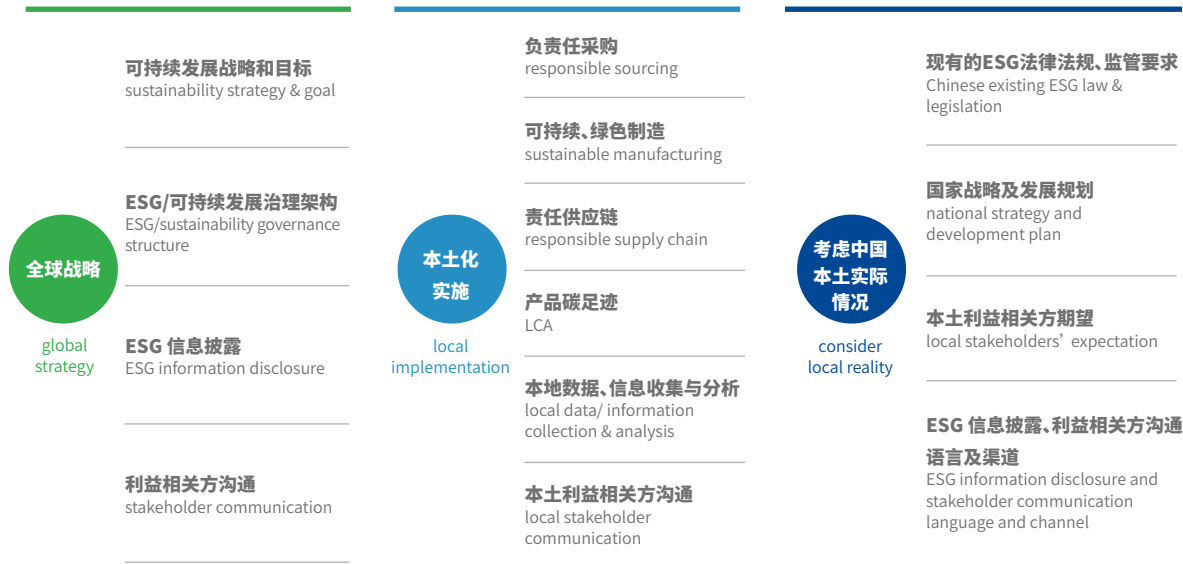 全球战略
global
strategy
可持续发展战略和目标
sustainability strategy & goal
ESG/可持续发展治理架构
ESG/sustainability governance
structure
ESG 信息披露
ESG information disclosure
利益相关方沟通
stakeholder communication
本土化
实施
local
implementation
负责任采购
responsible sourcing
可持续、绿色制造
sustainable manufacturing
责任供应链
responsible supply chain
产品碳足迹
LCA
本地数据、信息收集与分析
local data/ information
collection & analysis
本土利益相关方沟通
local stakeholder
communication
考虑中国
本土实际
情况
consider
local reality
现有的ESG法律法规、监管要求
Chinese existing ESG law &
legislation
国家战略及发展规划
national strategy and
development plan
本土利益相关方期望
local stakeholders’ expectation
ESG 信息披露、利益相关方沟通
语言及渠道
ESG information disclosure and
stakeholder communication
language and channel